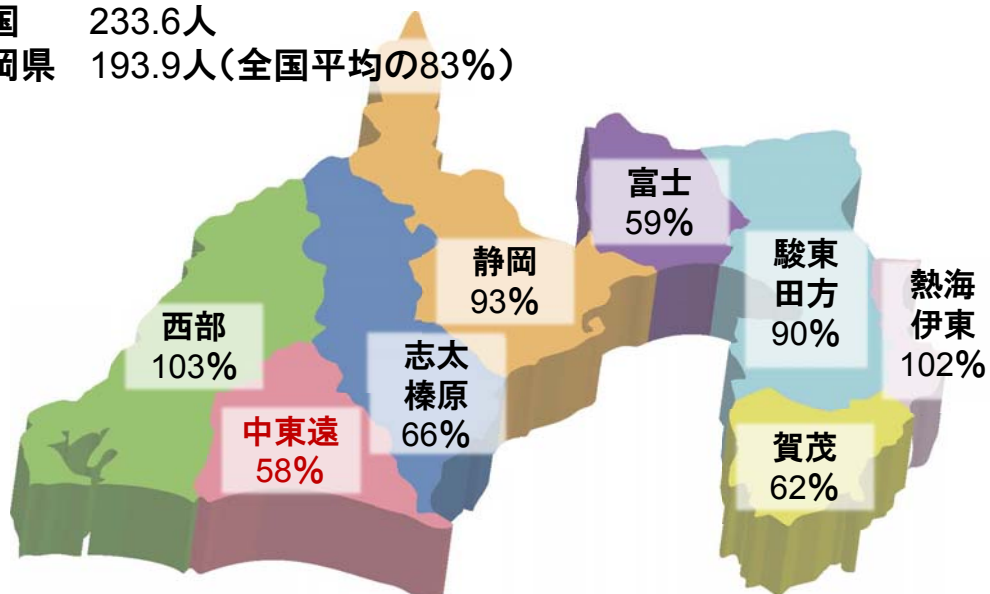 国 233.6人
岡県 193.9人（全国平均の83%）
富士
59%
静岡
93%
駿東
田方
90%
熱海
伊東
102%
西部
103%
志太
榛原
66%
中東遠
58%
賀茂
62%